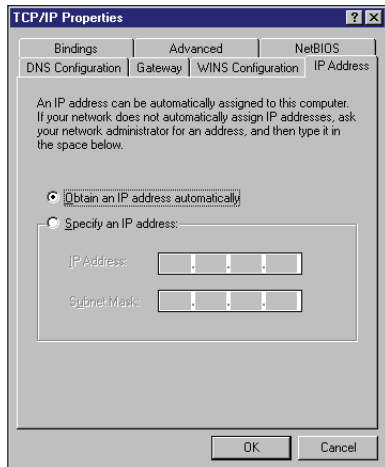 TCP/IP Properties
Bindings Advanced NetBIOS
DNS Configuration Gateway WINS Configuration IP Address
An IP address can be automatically assigned to this computer.
If your network does not automatically assign IP addresses, ask
your network administrator for an address, and then type it in
the space below.
Obtain an IP address automatically
Specify an IP address:
IP Address:
Subnet Mask:
OK Cancel